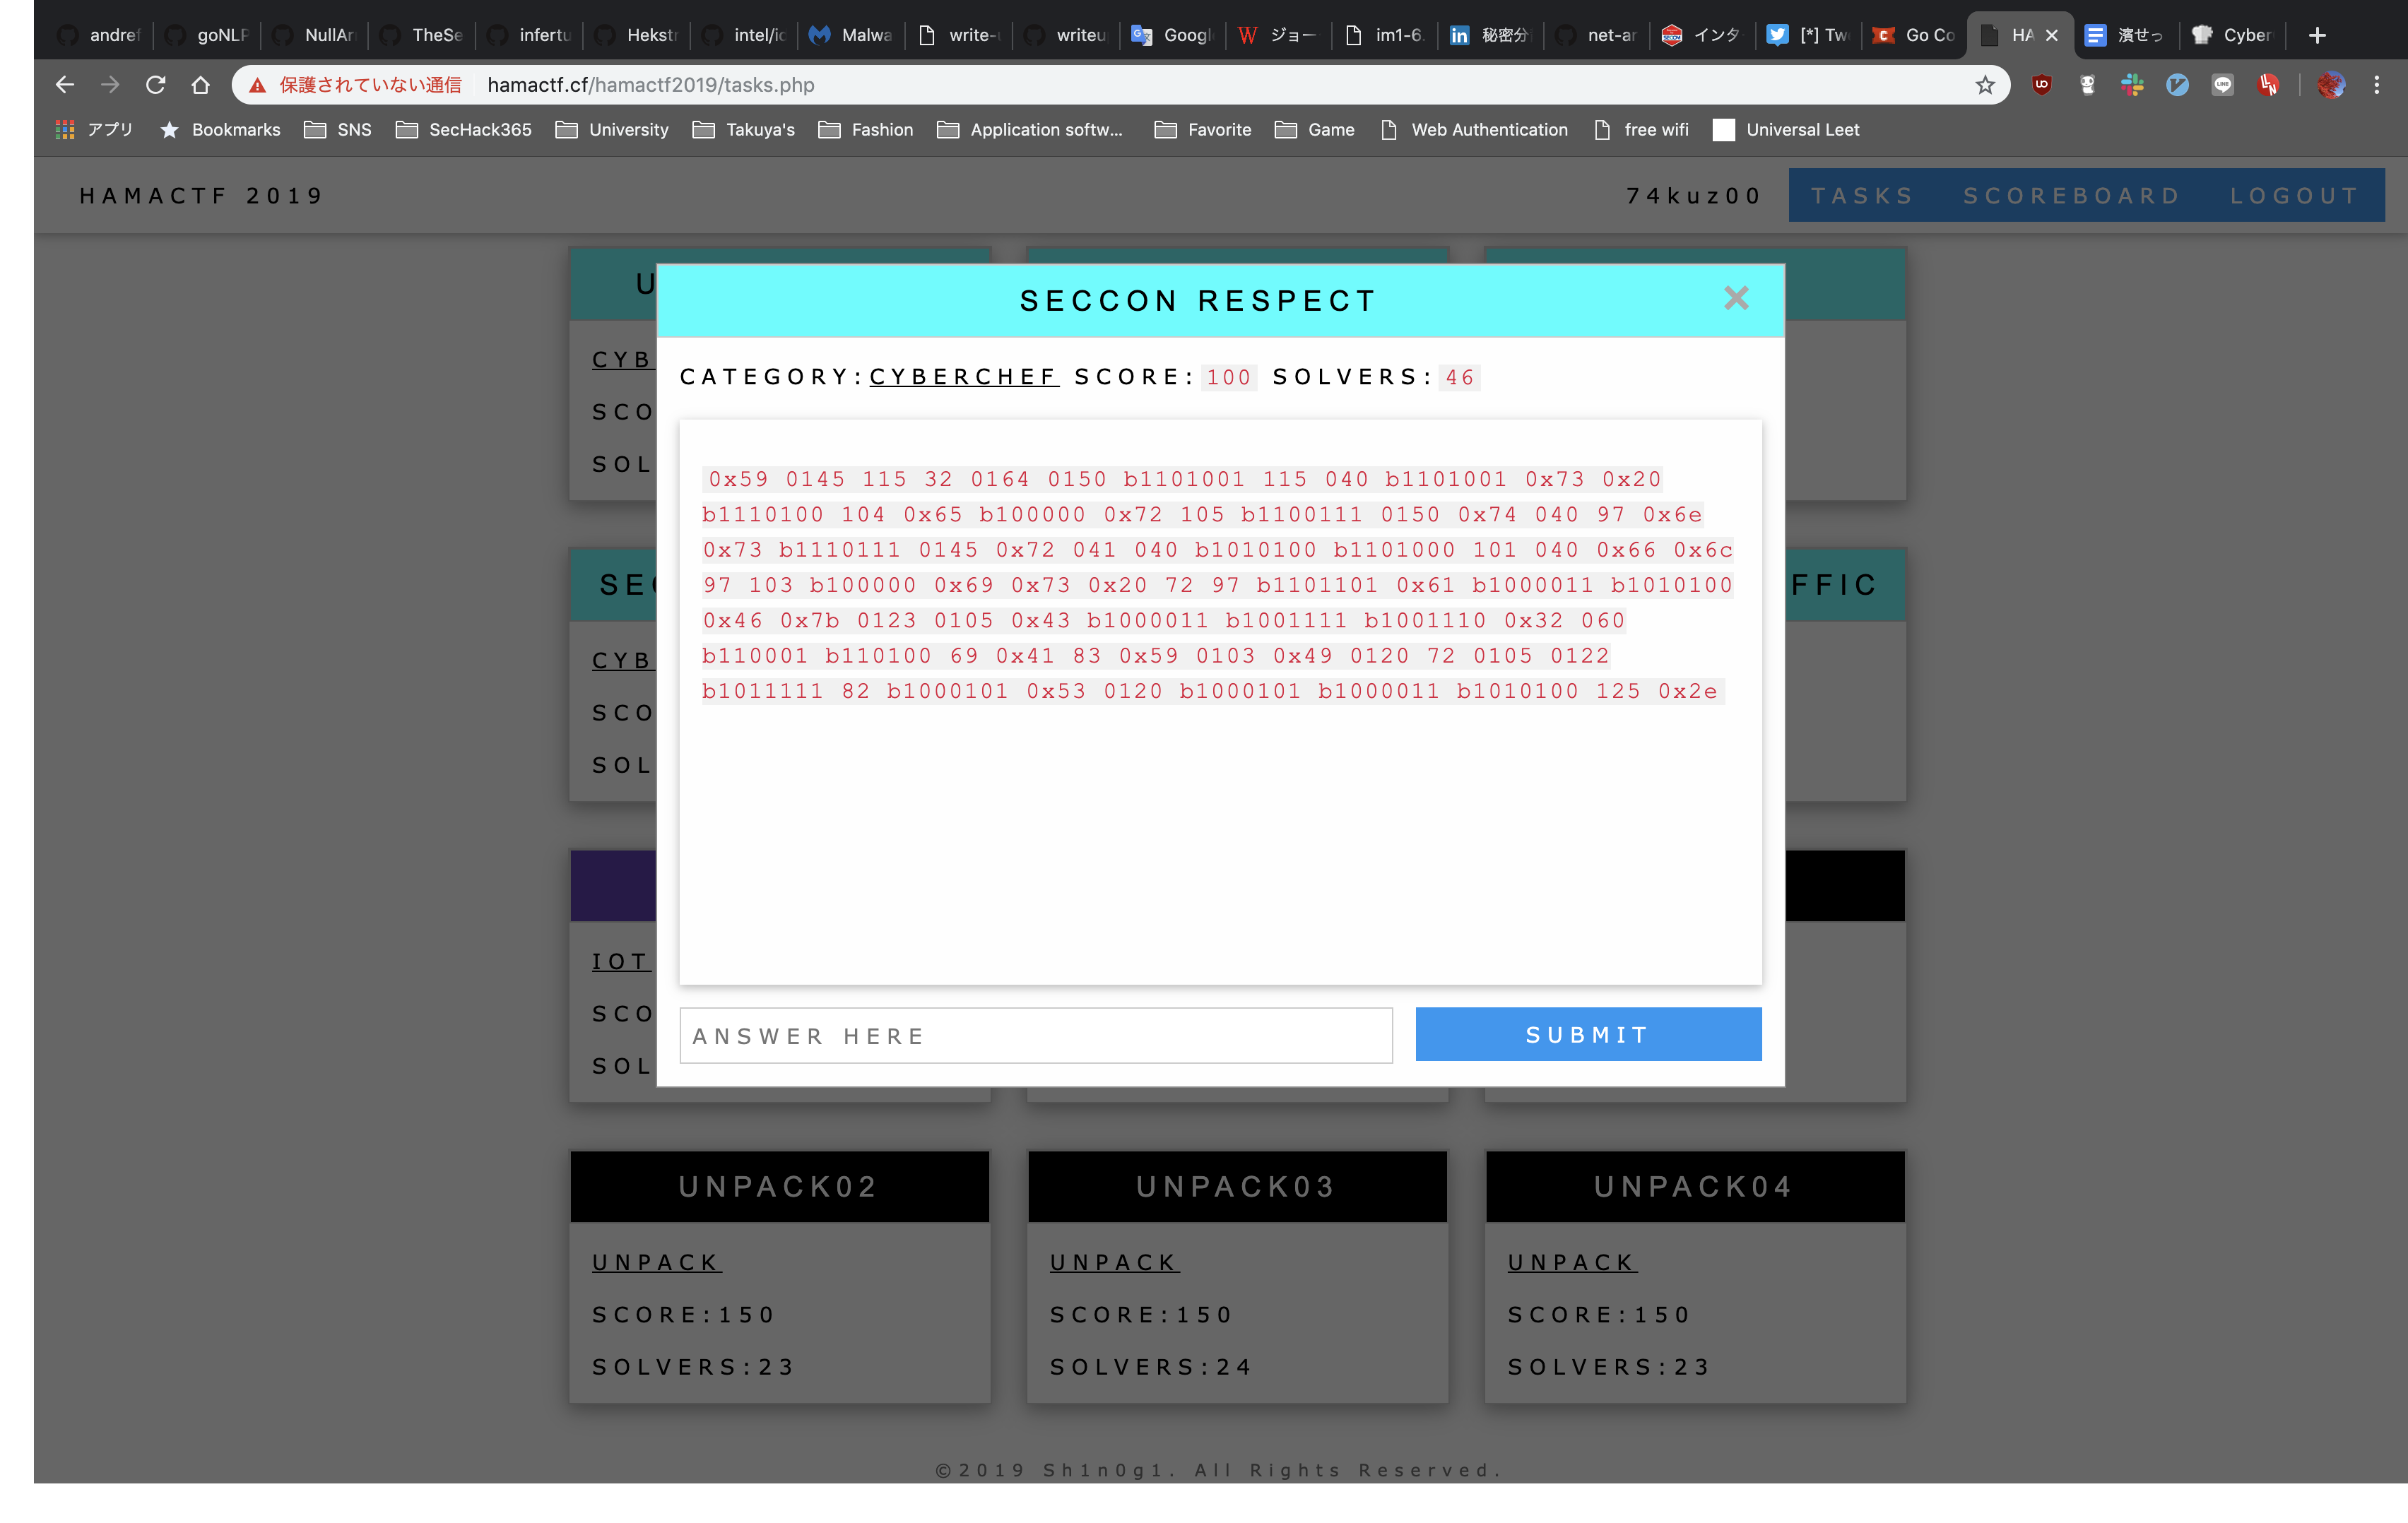 andref goNLP NullAr TheSe infertu Hekstr intel/ic Malwa write-u writeu Googl ジョー im1-6. 秘密分 net-ar インタ [*] Tw Go Co HA 濱せっ Cyber
保護されていない通信 hamactf.cf/hamactf2019/tasks.php
アプリ Bookmarks SNS SecHack365 University Takuya's Fashion Application softw... Favorite Game Web Authentication free wifi Universal Leet
HAMACTF 2019 74kuz00 TASKS SCOREBOARD LOGOUT
SECCON RESPECT
CATEGORY:CYBERCHEF SCORE:100 SOLVERS:46
0x59 0145 115 32 0164 0150 b1101001 115 040 b1101001 0x73 0x20
b1110100 104 0x65 b100000 0x72 105 b1100111 0150 0x74 040 97 0x6e
0x73 b1110111 0145 0x72 041 040 b1010100 b1101000 101 040 0x66 0x6c
97 103 b100000 0x69 0x73 0x20 72 97 b1101101 0x61 b1000011 b1010100
0x46 0x7b 0123 0105 0x43 b1000011 b1001111 b1001110 0x32 060
b110001 b110100 69 0x41 83 0x59 0103 0x49 0120 72 0105 0122
b1011111 82 b1000101 0x53 0120 b1000101 b1000011 b1010100 125 0x2e
ANSWER HERE SUBMIT
U
CYB
SCO
SOL
SEC FFIC
CYB
SCO
SOL
IOT
SCO
SOL
UNPACK02 UNPACK03 UNPACK04
UNPACK UNPACK UNPACK
SCORE:150 SCORE:150 SCORE:150
SOLVERS:23 SOLVERS:24 SOLVERS:23
©2019 Sh1n0g1. All Rights Reserved.